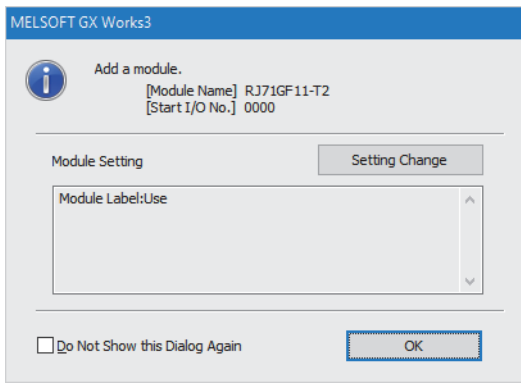 MELSOFT GX Works3
Add a module.
[Module Name] RJ71GF11-T2
[Start I/O No.] 0000
Module Setting
Setting Change
Module Label:Use
Do Not Show this Dialog Again
OK